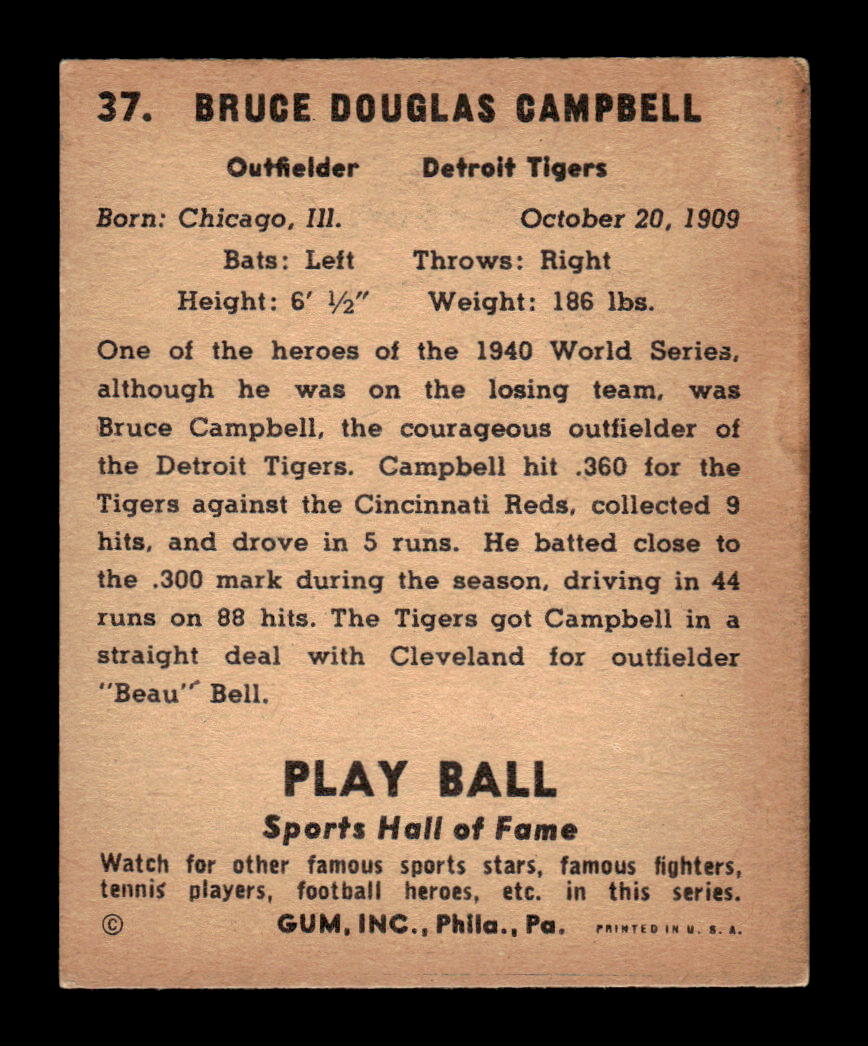 37. BRUCE DOUGLAS CAMPBELL
Outfielder Detroit Tigers
Born: Chicago, Ill. October 20, 1909
Bats: Left Throws: Right
Height: 6' ½" Weight: 186 lbs.
One of the heroes of the 1940 World Series,
although he was on the losing team, was
Bruce Campbell, the courageous outfielder of
the Detroit Tigers. Campbell hit .360 for the
Tigers against the Cincinnati Reds, collected 9
hits, and drove in 5 runs. He batted close to
the .300 mark during the season, driving in 44
runs on 88 hits. The Tigers got Campbell in a
straight deal with Cleveland for outfielder
"Beau" Bell.
PLAY BALL
Sports Hall of Fame
Watch for other famous sports stars, famous fighters,
tennis players, football heroes, etc. in this series.
© GUM, INC., Phila., Pa. PRINTED IN U. S. A.